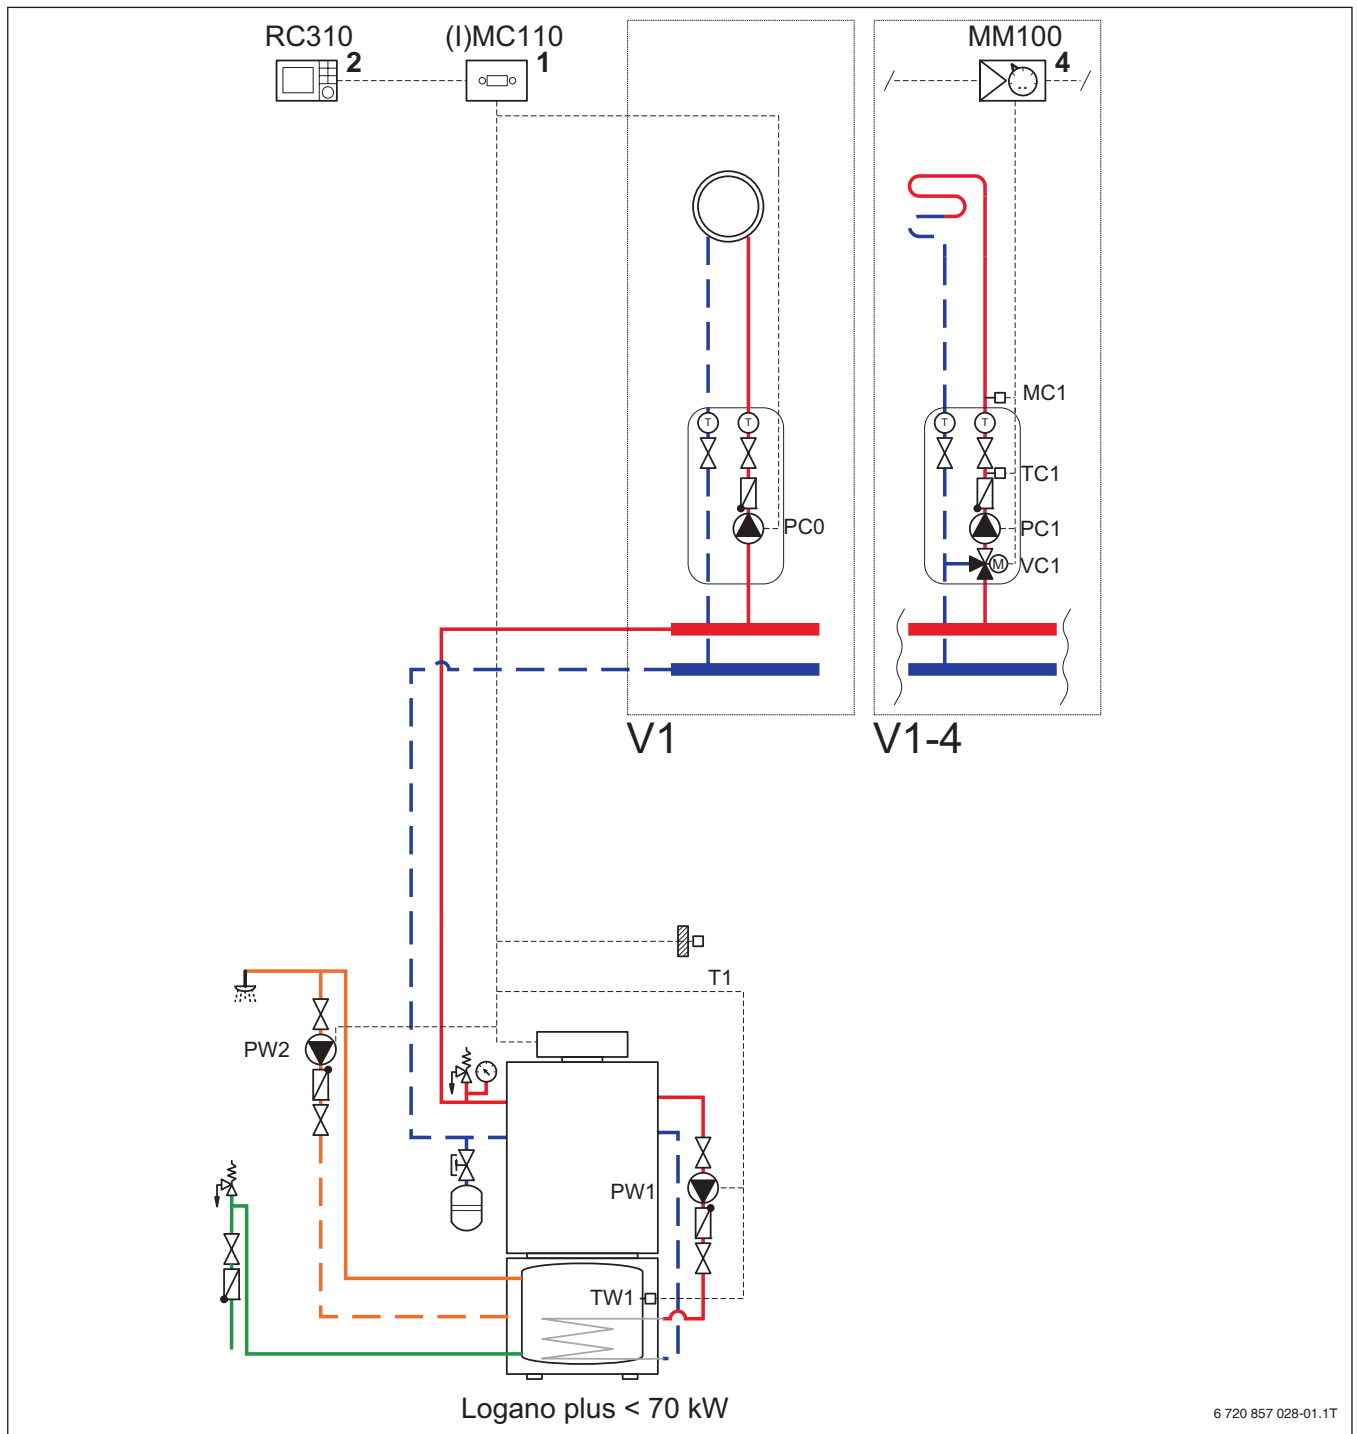 RC310
2
(I)MC110
1
MM100
4
T
T
T
T
MC1
TC1
PC0
PC1
M
VC1
V1
V1-4
T1
PW2
PW1
TW1
Logano plus < 70 kW
6 720 857 028-01.1T